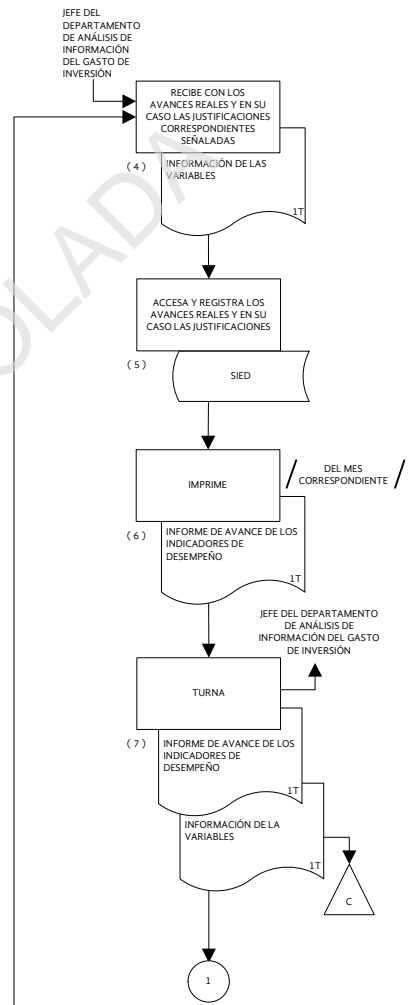 JEFE DEL
DEPARTAMENTO
DE ANÁLISIS DE
INFORMACIÓN
DEL GASTO DE
INVERSIÓN
RECIBE CON LOS
AVANCES REALES Y EN SU
CASO LAS JUSTIFICACIONES
CORRESPONDIENTES
SEÑALADAS
( 4 )
INFORMACIÓN DE LAS
VARIABLES
1T
ACCESA Y REGISTRA LOS
AVANCES REALES Y EN SU
CASO LAS JUSTIFICACIONES
( 5 )
SIED
IMPRIME
/ DEL MES
CORRESPONDIENTE /
( 6 )
INFORME DE AVANCE DE LOS
INDICADORES DE
DESEMPEÑO
1T
JEFE DEL DEPARTAMENTO
DE ANÁLISIS DE
INFORMACIÓN DEL GASTO
DE INVERSIÓN
TURNA
( 7 )
INFORME DE AVANCE DE LOS
INDICADORES DE
DESEMPEÑO
1T
INFORMACIÓN DE LA
VARIABLES
1T
C
1
OLADA